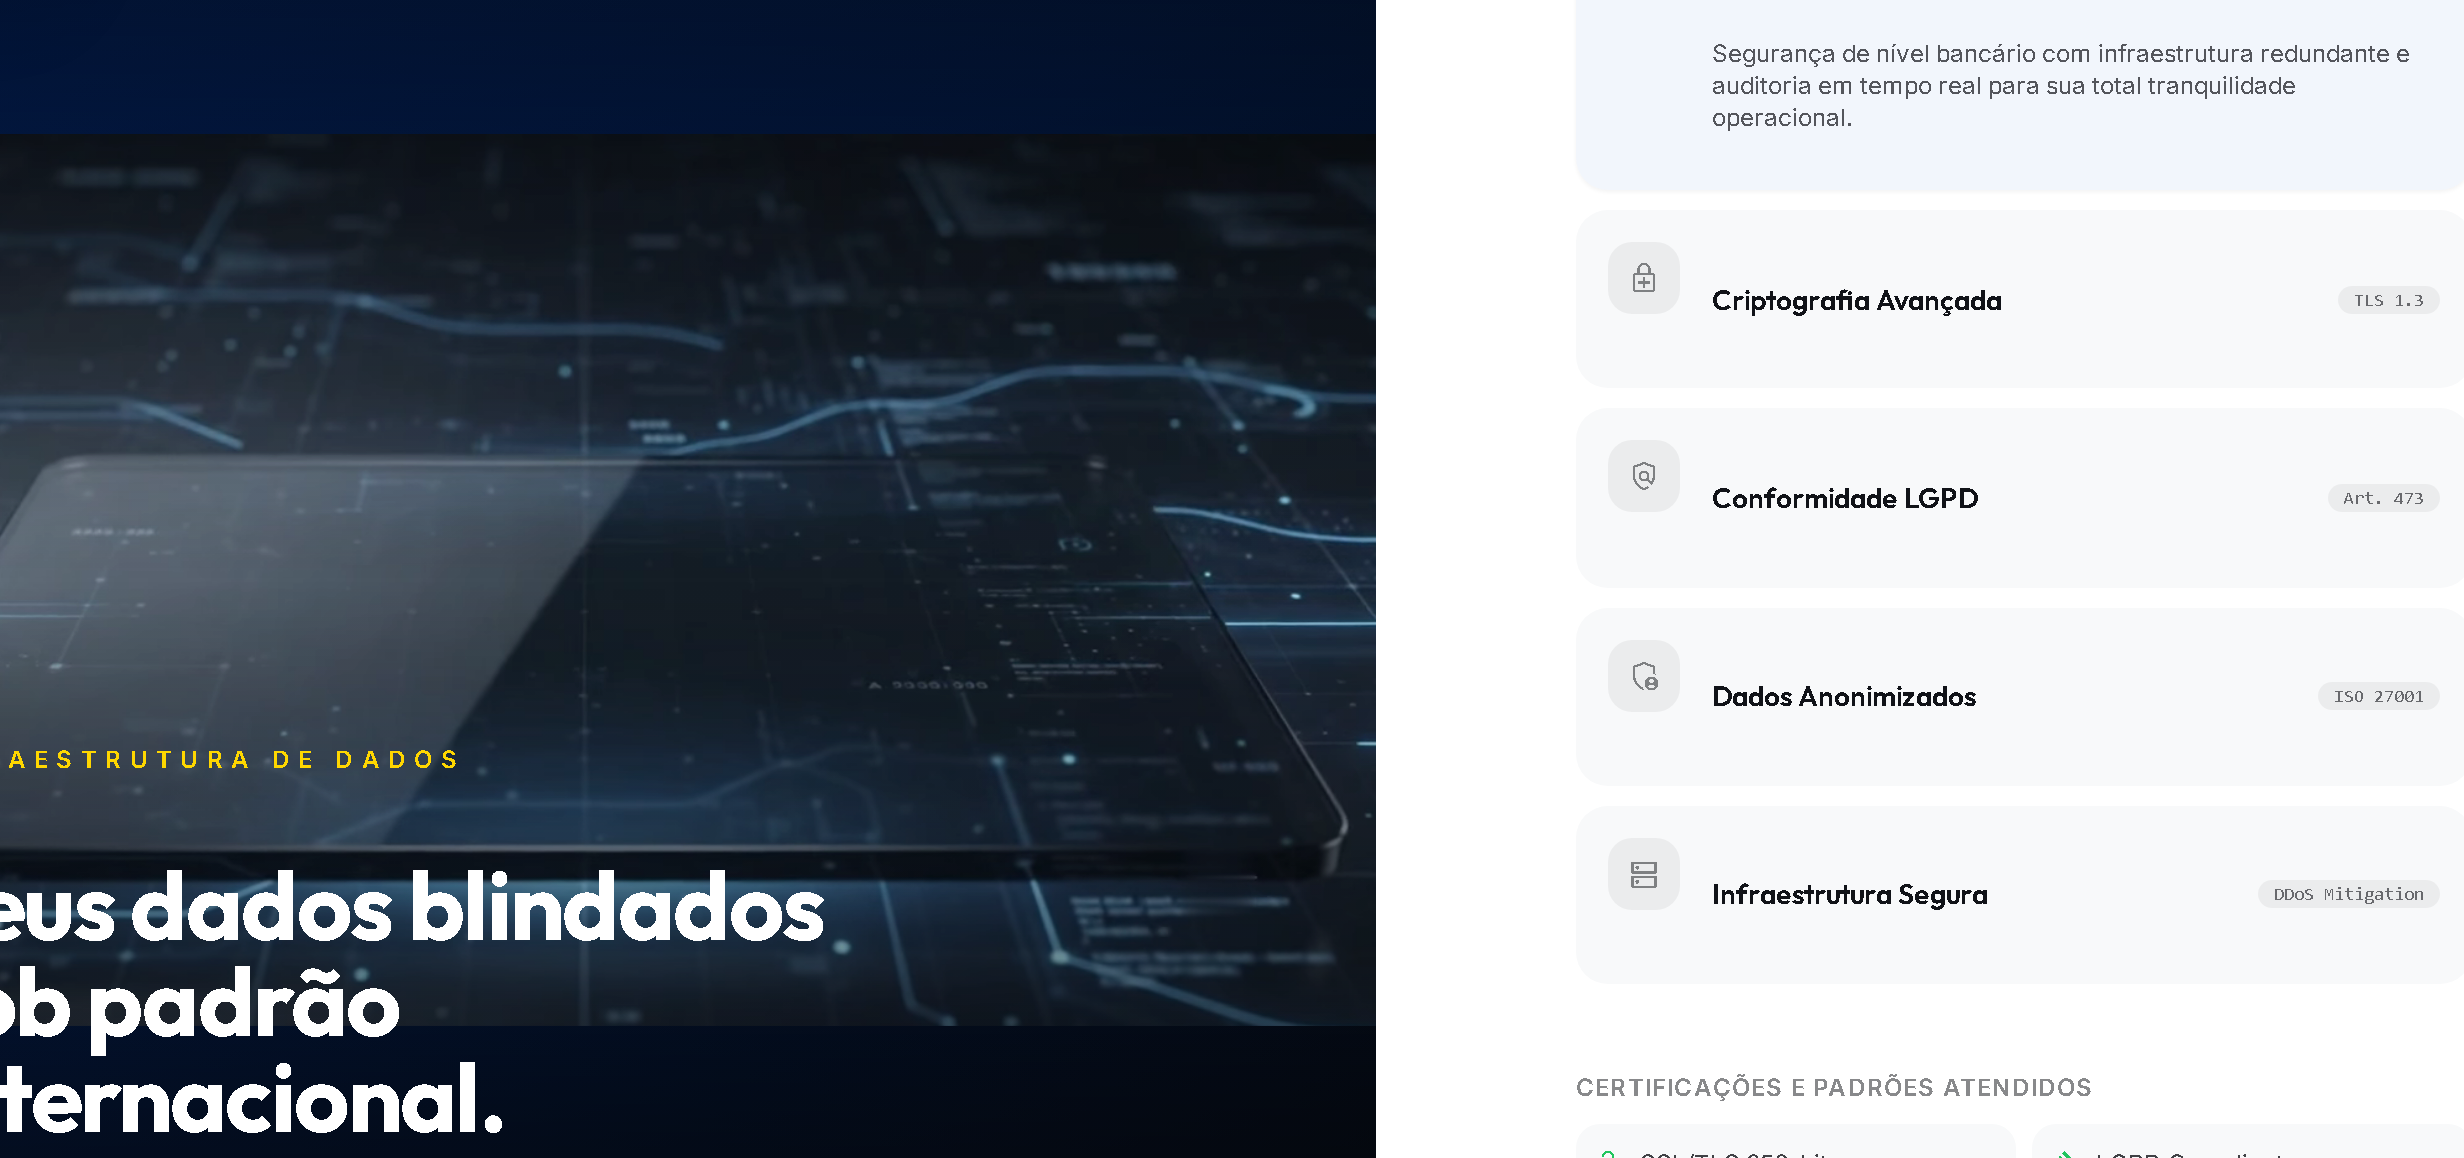 AESTRUTURA DE DADOS
eus dados blindados
ob padrão
ternacional.
Segurança de nível bancário com infraestrutura redundante e
auditoria em tempo real para sua total tranquilidade
operacional.
Criptografia Avançada
TLS 1.3
Conformidade LGPD
Art. 473
Dados Anonimizados
ISO 27001
Infraestrutura Segura
DDoS Mitigation
CERTIFICAÇÕES E PADRÕES ATENDIDOS